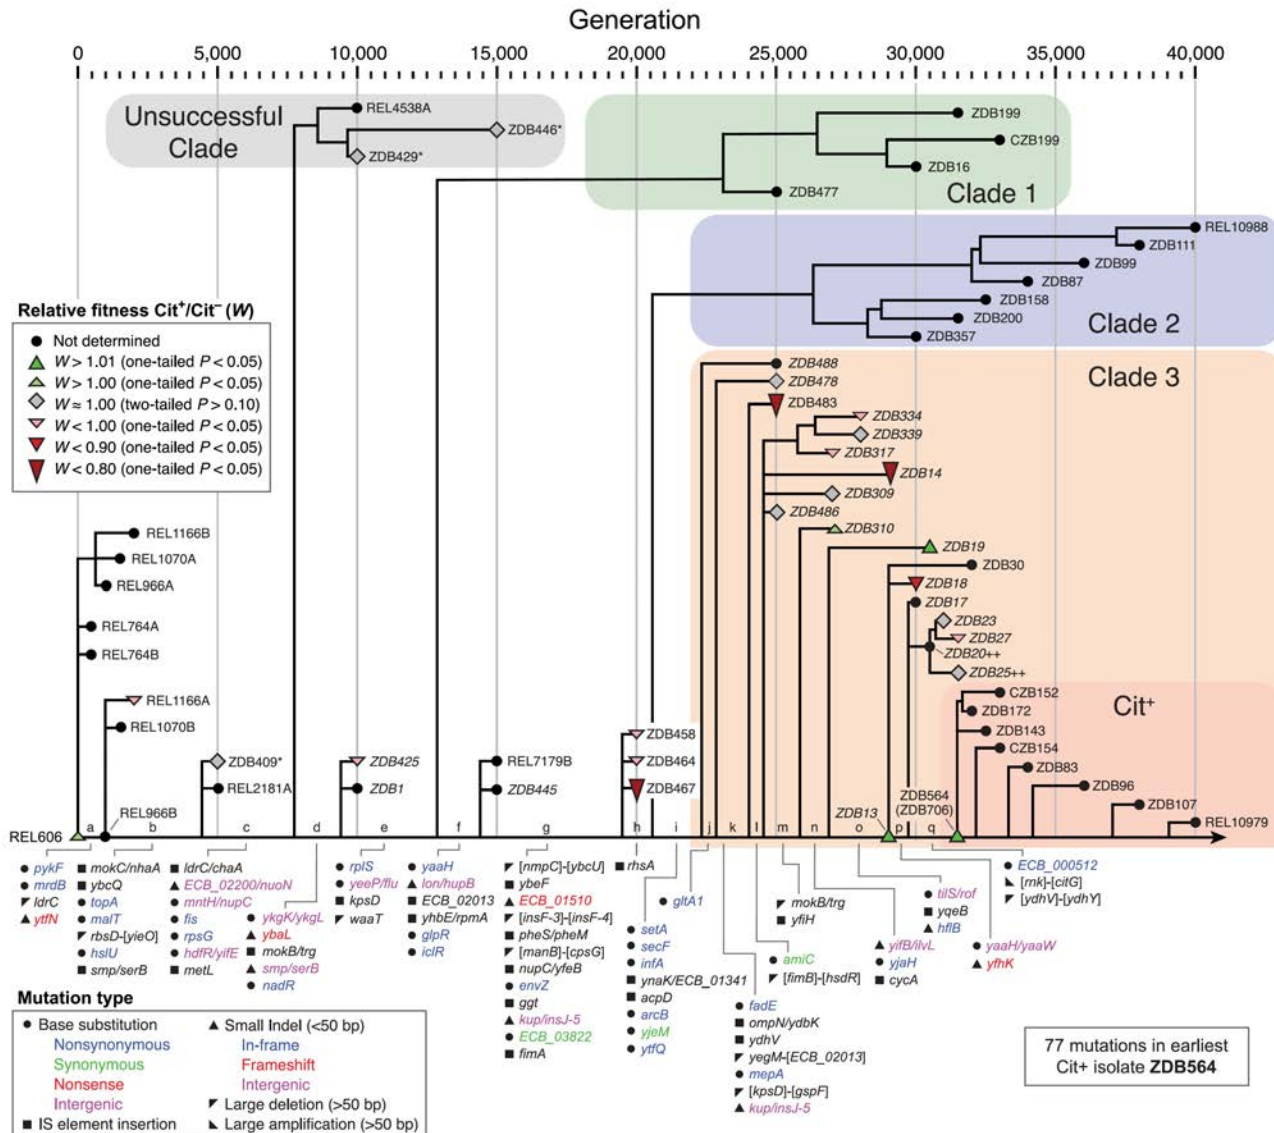 Generation
0 5,000 10,000 15,000 20,000 25,000 30,000 35,000 40,000
Unsuccessful
Clade
REL4538A
ZDB446*
ZDB429*
ZDB199
CZB199
ZDB16
ZDB477
Clade 1
REL10988
ZDB111
ZDB99
ZDB87
ZDB158
ZDB200
ZDB357
Clade 2
Relative fitness Cit⁺/Cit⁻ (W)
Not determined
W > 1.01 (one-tailed P < 0.05)
W > 1.00 (one-tailed P < 0.05)
W ≈ 1.00 (two-tailed P > 0.10)
W < 1.00 (one-tailed P < 0.05)
W < 0.90 (one-tailed P < 0.05)
W < 0.80 (one-tailed P < 0.05)
Clade 3
ZDB488
ZDB478
ZDB483
ZDB334
ZDB339
ZDB317
ZDB14
ZDB309
ZDB486
ZDB310
ZDB19
ZDB30
ZDB18
ZDB17
ZDB23
ZDB27
ZDB20++
ZDB25++
Cit⁺
CZB152
ZDB172
ZDB143
CZB154
ZDB83
ZDB96
ZDB107
REL10979
REL1166B
REL1070A
REL966A
REL764A
REL764B
REL1166A
REL1070B
ZDB409*
REL2181A
ZDB425
ZDB1
REL7179B
ZDB445
ZDB458
ZDB464
ZDB467
REL966B
ZDB13
ZDB564
(ZDB706)
REL606
a b c d e f g h i j k l m n o p q
pykF
mrdB
ldrC
ytfN
mokC/nhaA
ybcQ
topA
malT
rbsD-[yieO]
hslU
smp/serB
ldrC/chaA
ECB_02200/nuoN
mntH/nupC
fis
rpsG
hdfR/yifE
metL
ykgK/ykgL
ybaL
mokB/trg
smp/serB
nadR
rplS
yeeP/flu
kpsD
waaT
yaaH
lon/hupB
ECB_02013
yhbE/rpmA
glpR
iclR
[nmpC]-[ybcU]
ybeF
ECB_01510
[insF-3]-[insF-4]
pheS/pheM
[manB]-[cpsG]
nupC/yfeB
envZ
ggt
kup/insJ-5
ECB_03822
fimA
rhsA
setA
secF
infA
ynaK/ECB_01341
acpD
arcB
yjeM
ytfQ
gltA1
fadE
ompN/ydbK
ydhV
yegM-[ECB_02013]
mepA
[kpsD]-[gspF]
kup/insJ-5
amiC
[fimB]-[hsdR]
mokB/trg
yfiH
yifB/ilvL
yjaH
cycA
tilS/rof
yqeB
hflB
yaaH/yaaW
yfhK
ECB_000512
[rnk]-[citG]
[ydhV]-[ydhY]
Mutation type
Base substitution
Nonsynonymous
Synonymous
Nonsense
Intergenic
IS element insertion
Small Indel (<50 bp)
In-frame
Frameshift
Intergenic
Large deletion (>50 bp)
Large amplification (>50 bp)
77 mutations in earliest
Cit+ isolate ZDB564